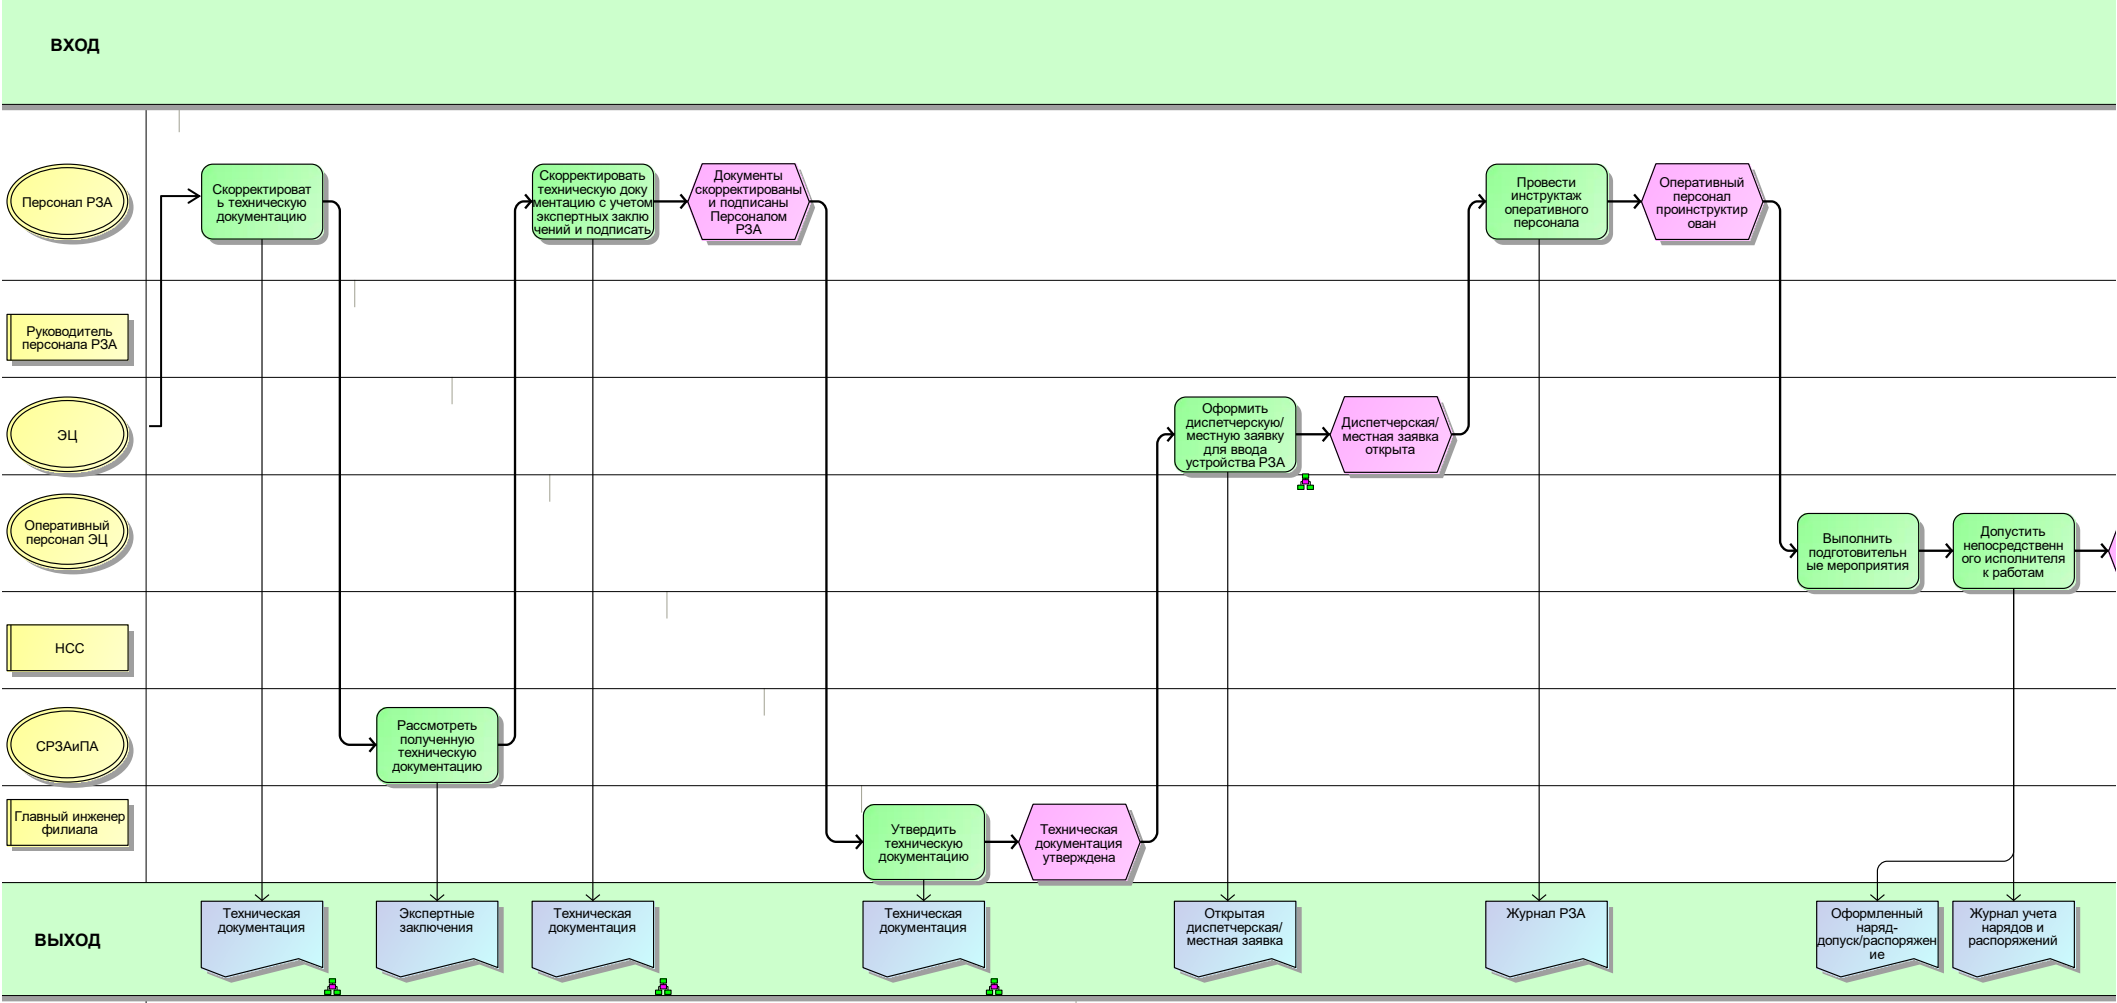 ВХОД
Персонал РЗА
Скорректироват
ь техническую
документацию
Скорректировать
техническую доку
ментацию с учетом
экспертных заклю
чений и подписать
Документы
скорректированы
и подписаны
Персоналом
РЗА
Провести
инструктаж
оперативного
персонала
Оперативный
персонал
проинструктир
ован
Руководитель
персонала РЗА
ЭЦ
Оформить
диспетчерскую/
местную заявку
для ввода
устройства РЗА
Диспетчерская/
местная заявка
открыта
Оперативный
персонал ЭЦ
Выполнить
подготовительн
ые мероприятия
Допустить
непосредственн
ого исполнителя
к работам
НСС
СРЗАиПА
Рассмотреть
полученную
техническую
документацию
Главный инженер
филиала
Утвердить
техническую
документацию
Техническая
документация
утверждена
ВЫХОД
Техническая
документация
Экспертные
заключения
Техническая
документация
Техническая
документация
Открытая
диспетчерская/
местная заявка
Журнал РЗА
Оформленный
наряд-
допуск/распоряжен
ие
Журнал учета
нарядов и
распоряжений